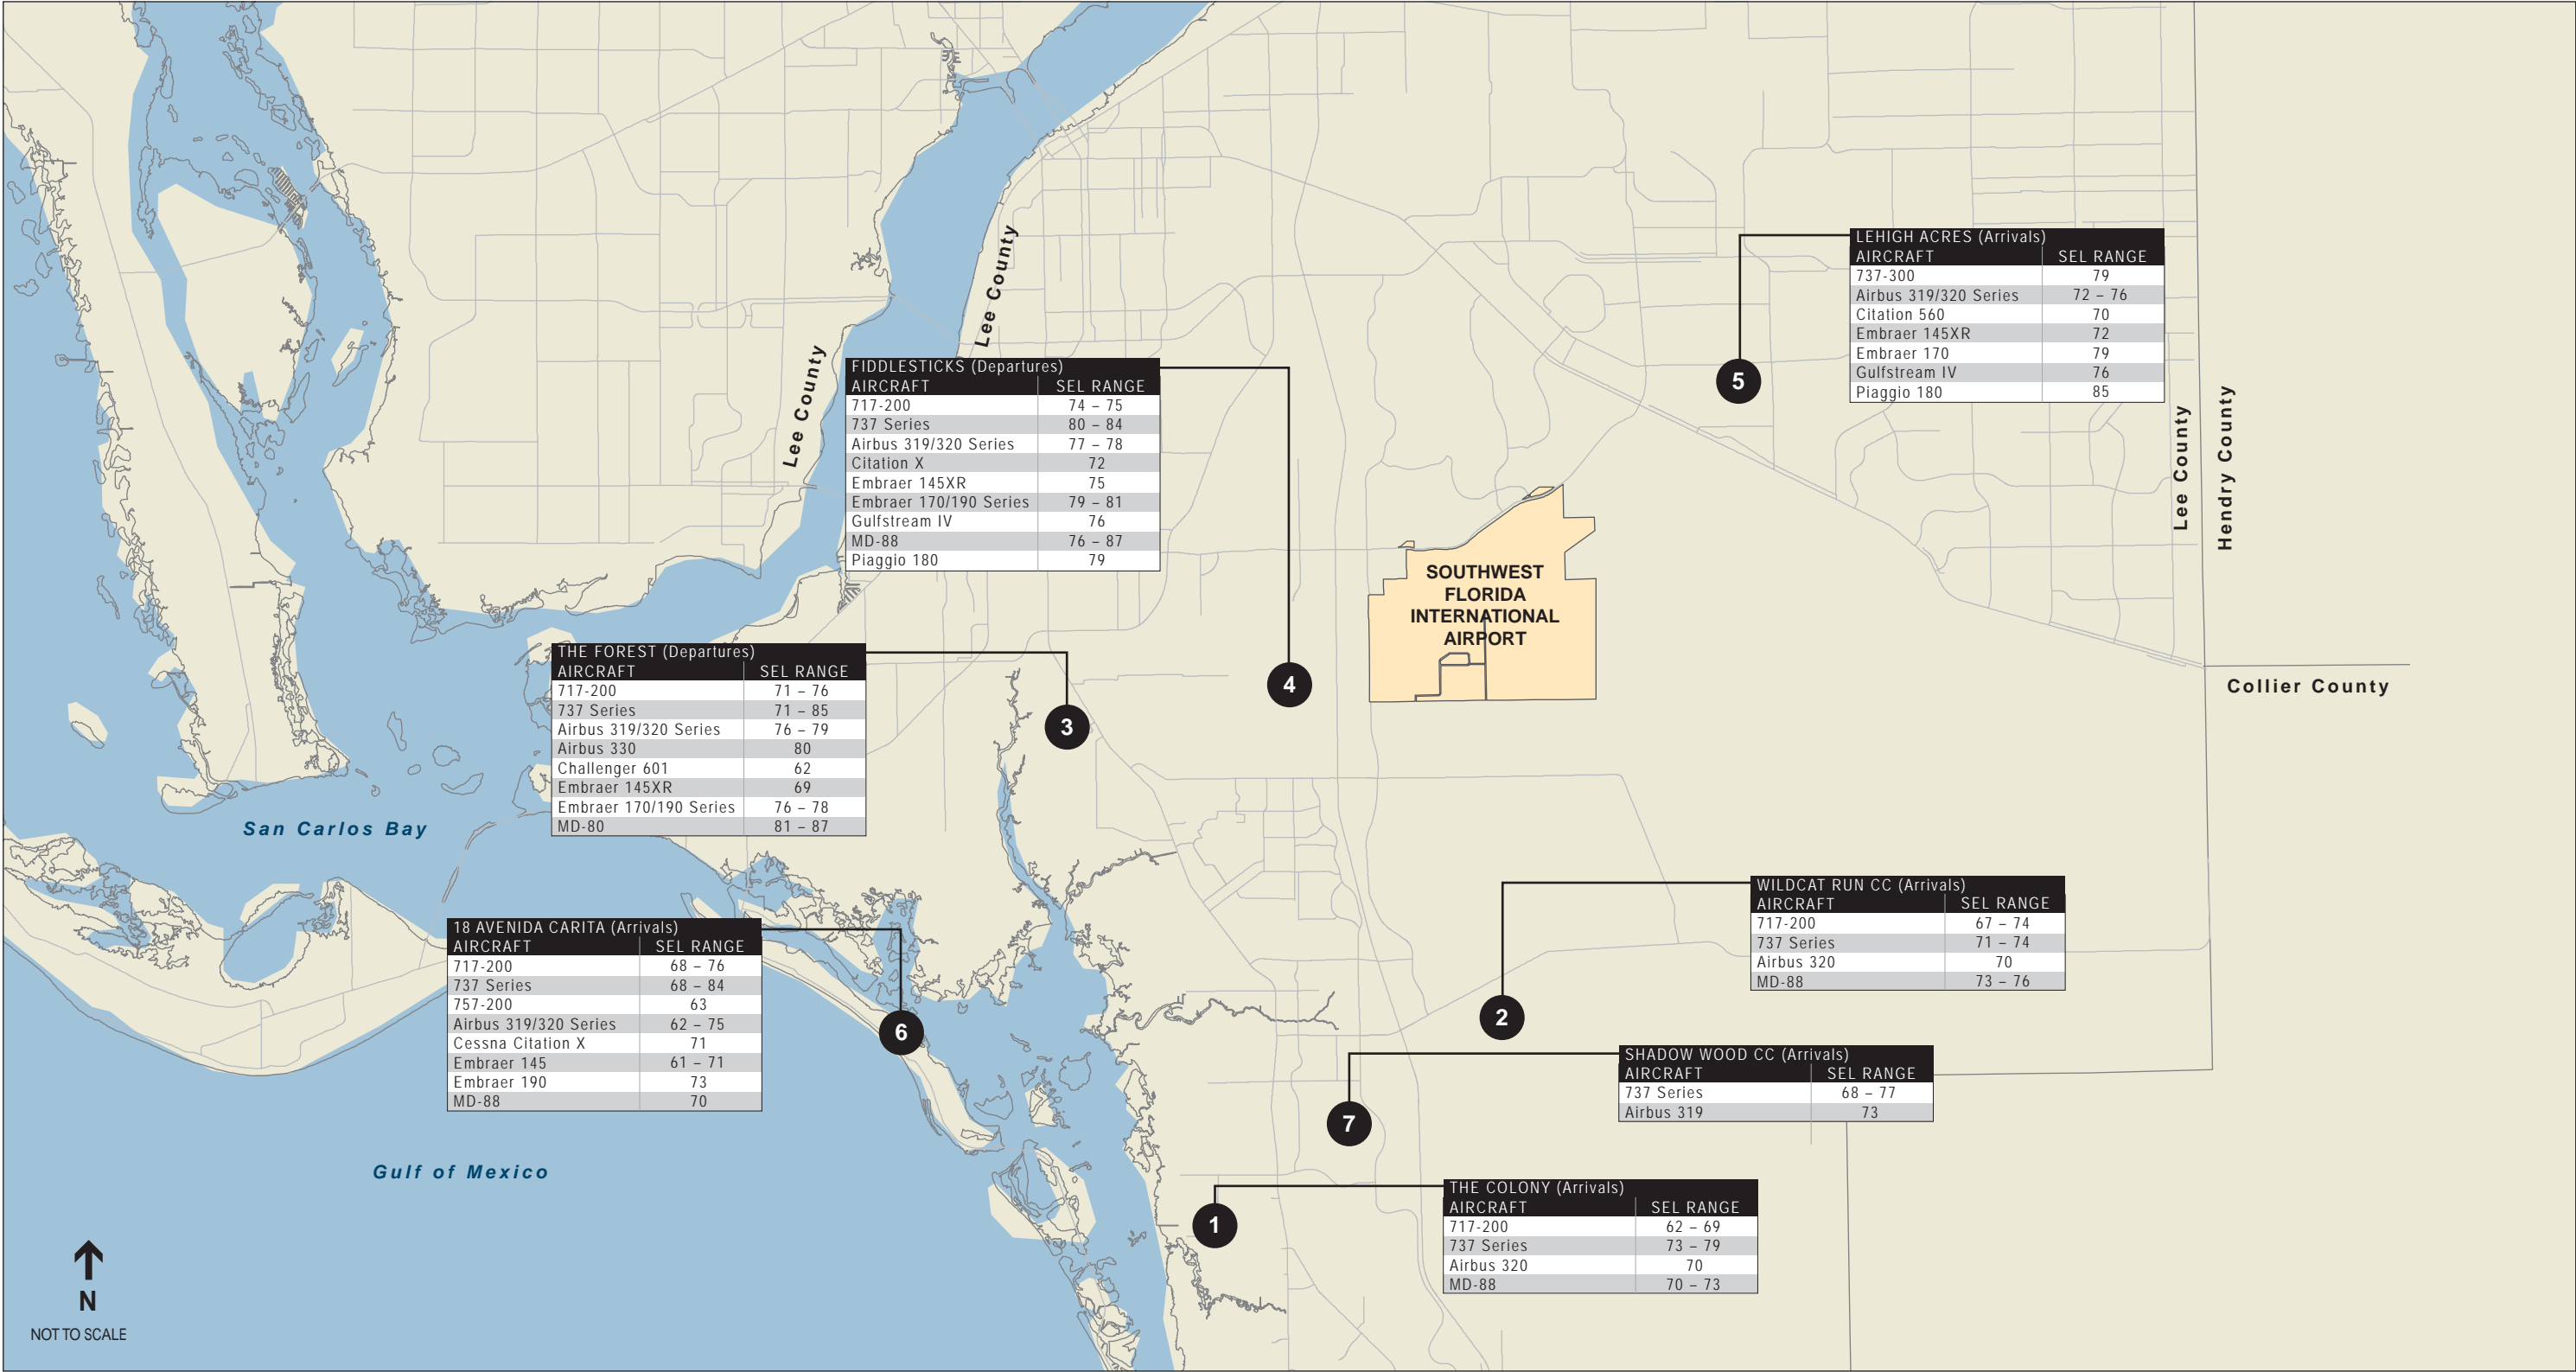 Lee County
Lee County
LEHIGH ACRES (Arrivals)
AIRCRAFT SEL RANGE
737-300 79
Airbus 319/320 Series 72 – 76
Citation 560 70
Embraer 145XR 72
Embraer 170 79
Gulfstream IV 76
Piaggio 180 85
5
Lee County
Hendry County
FIDDLESTICKS (Departures)
AIRCRAFT SEL RANGE
717-200 74 – 75
737 Series 80 – 84
Airbus 319/320 Series 77 – 78
Citation X 72
Embraer 145XR 75
Embraer 170/190 Series 79 – 81
Gulfstream IV 76
MD-88 76 – 87
Piaggio 180 79
4
SOUTHWEST
FLORIDA
INTERNATIONAL
AIRPORT
Collier County
THE FOREST (Departures)
AIRCRAFT SEL RANGE
717-200 71 – 76
737 Series 71 – 85
Airbus 319/320 Series 76 – 79
Airbus 330 80
Challenger 601 62
Embraer 145XR 69
Embraer 170/190 Series 76 – 78
MD-80 81 – 87
3
San Carlos Bay
WILDCAT RUN CC (Arrivals)
AIRCRAFT SEL RANGE
717-200 67 – 74
737 Series 71 – 74
Airbus 320 70
MD-88 73 – 76
2
18 AVENIDA CARITA (Arrivals)
AIRCRAFT SEL RANGE
717-200 68 – 76
737 Series 68 – 84
757-200 63
Airbus 319/320 Series 62 – 75
Cessna Citation X 71
Embraer 145 61 – 71
Embraer 190 73
MD-88 70
6
SHADOW WOOD CC (Arrivals)
AIRCRAFT SEL RANGE
737 Series 68 – 77
Airbus 319 73
7
Gulf of Mexico
THE COLONY (Arrivals)
AIRCRAFT SEL RANGE
717-200 62 – 69
737 Series 73 – 79
Airbus 320 70
MD-88 70 – 73
1
N
NOT TO SCALE